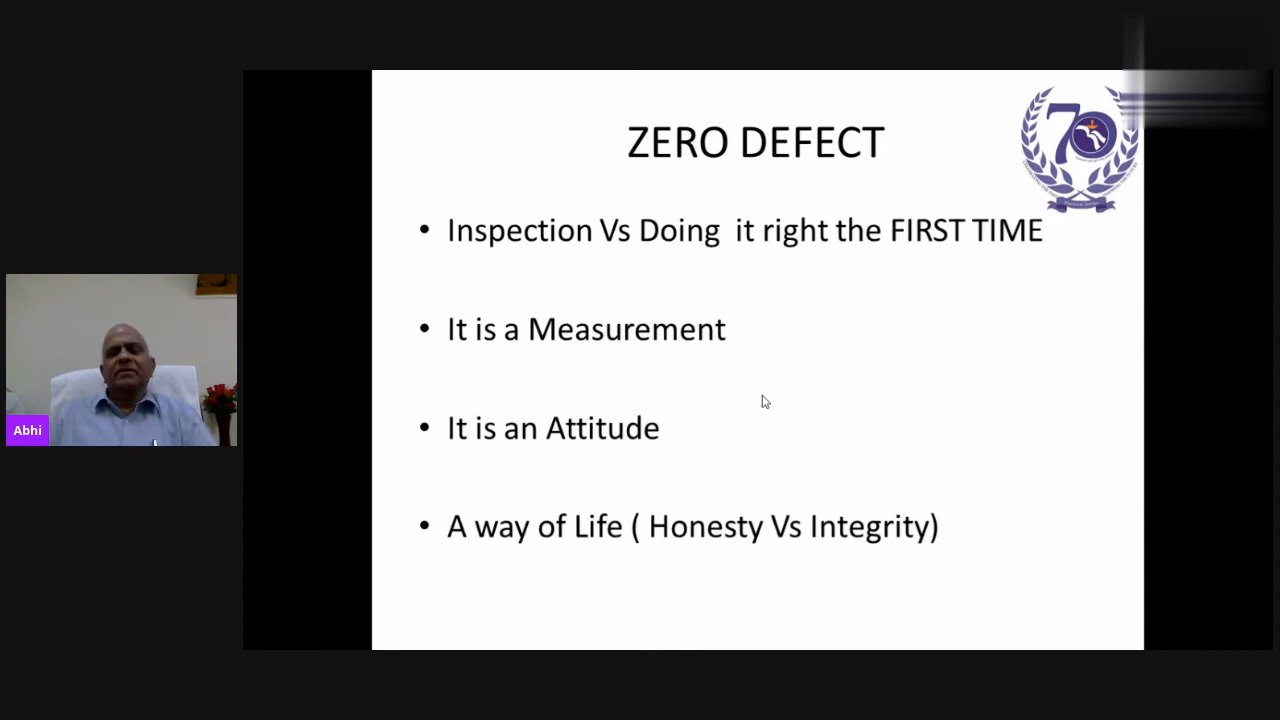 ZERO DEFECT
70
• Inspection Vs Doing it right the FIRST TIME
• It is a Measurement
• It is an Attitude
• A way of Life ( Honesty Vs Integrity)
Abhi